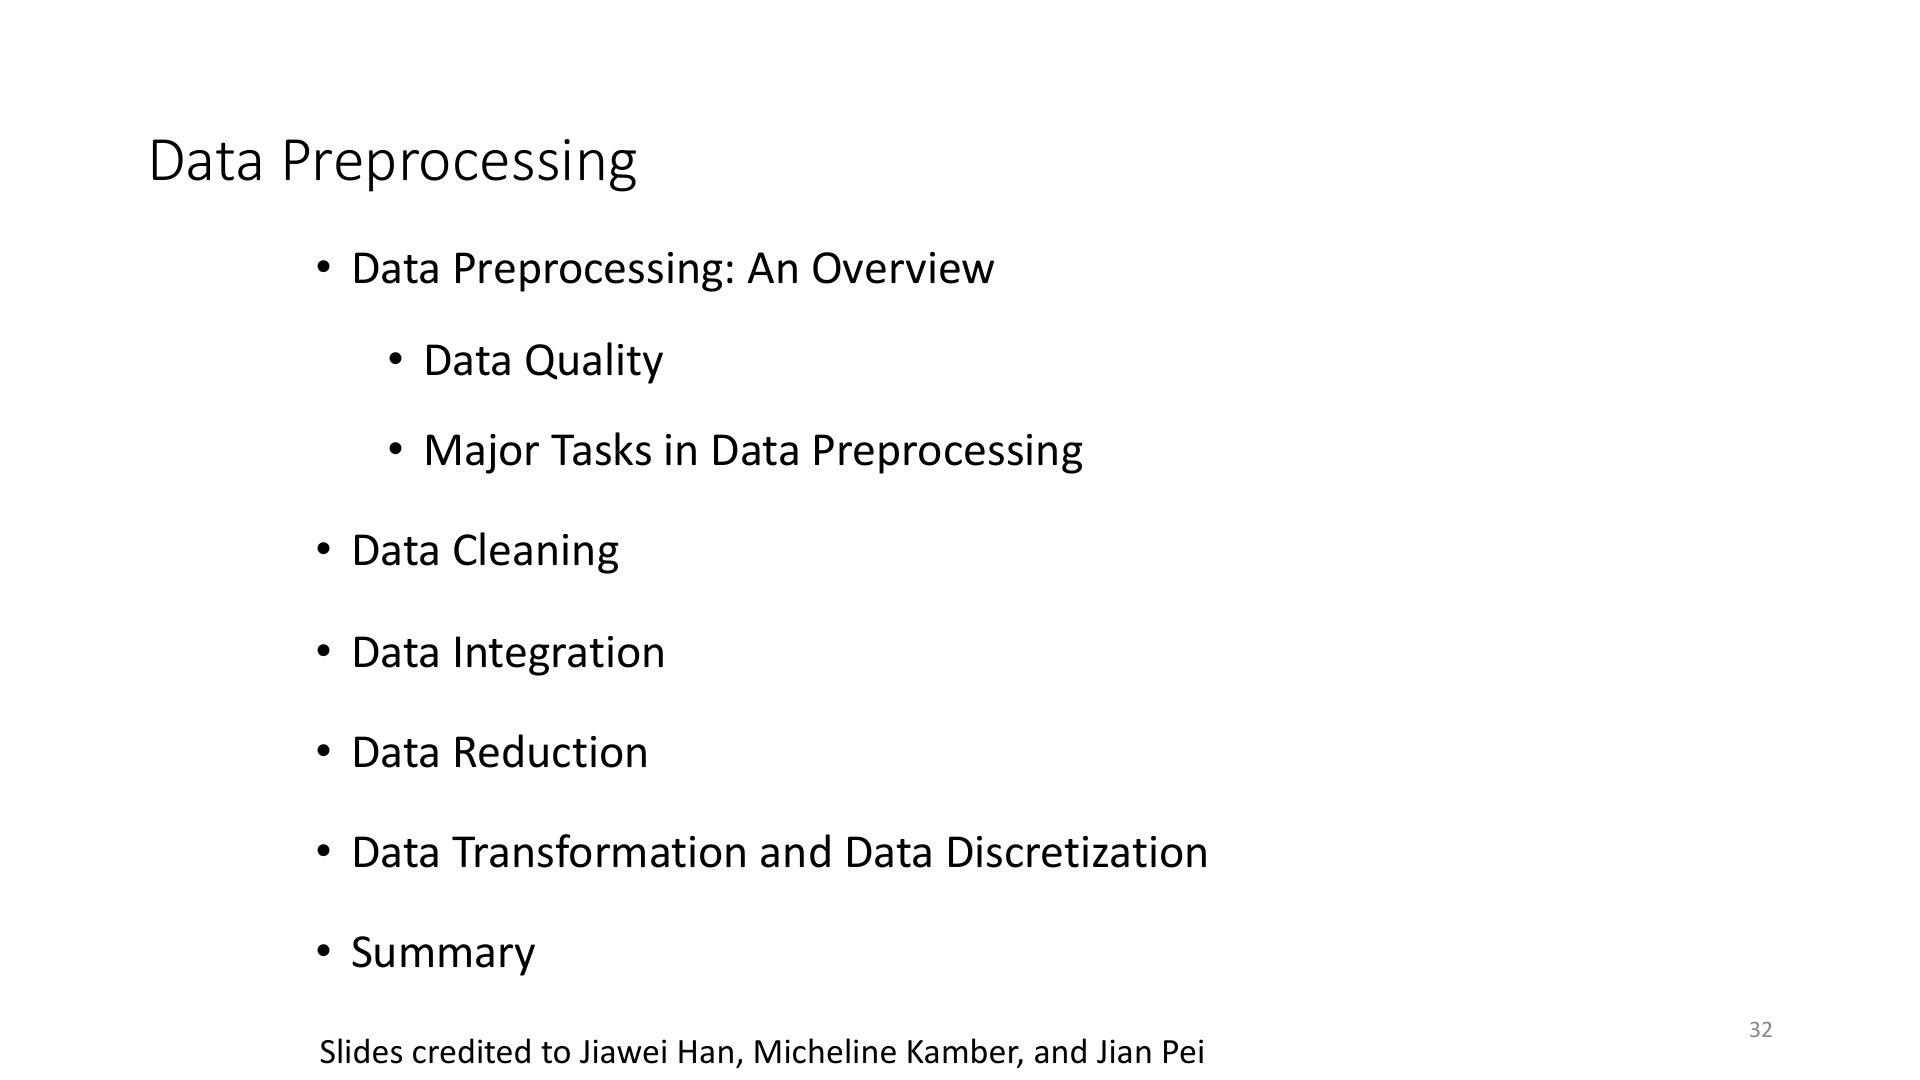 Data Preprocessing
• Data Preprocessing: An Overview
• Data Quality
• Major Tasks in Data Preprocessing
• Data Cleaning
• Data Integration
• Data Reduction
• Data Transformation and Data Discretization
• Summary
Slides credited to Jiawei Han, Micheline Kamber, and Jian Pei
32